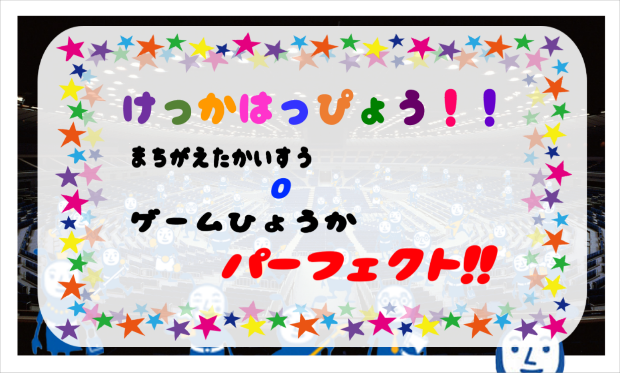 けっかはっぴょう！！
まちがえたかいすう
0
ゲームひょうか
パーフェクト!!